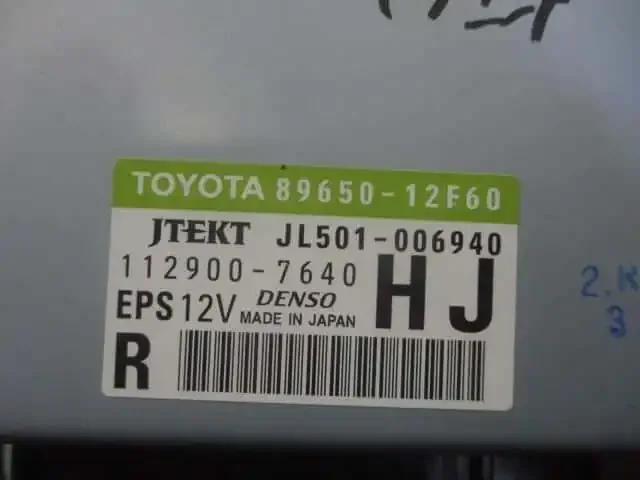 TOYOTA 89650-12F60
JTEKT JL501-006940
112900-7640
HJ
EPS 12V DENSO
MADE IN JAPAN
R
2.
3